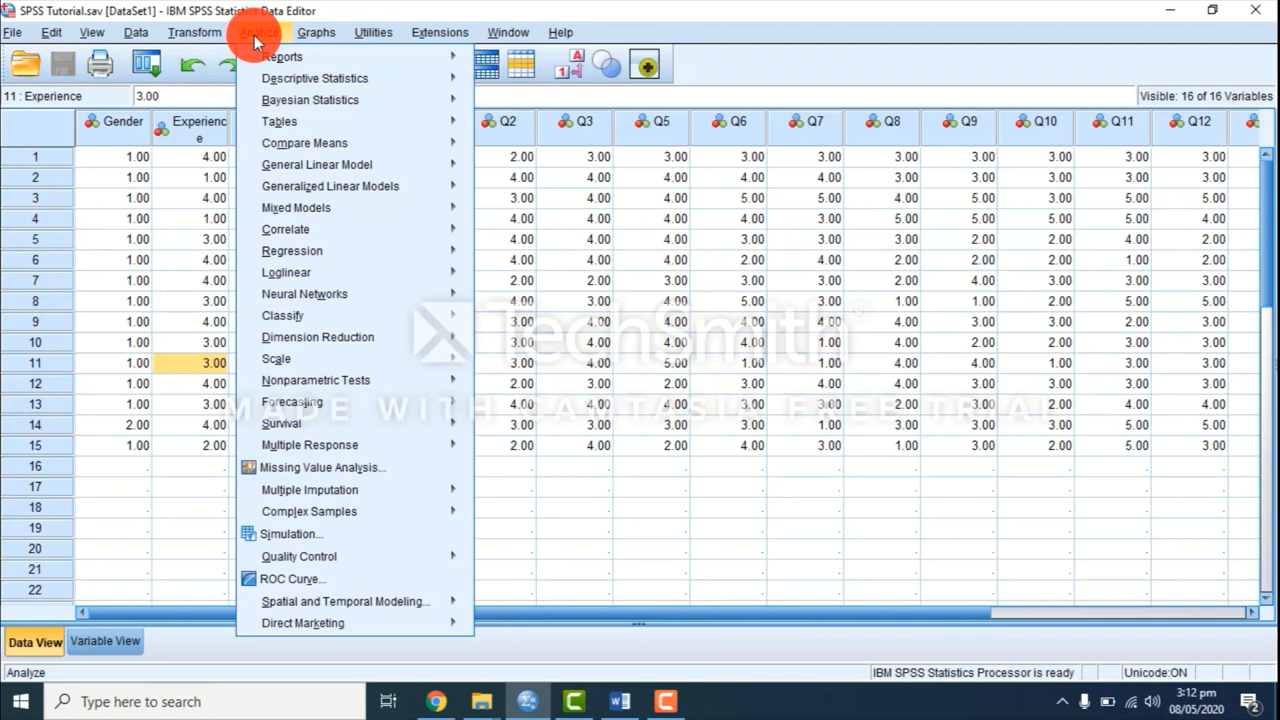 SPSS Tutorial.sav [DataSet1] - IBM SPSS Statistics Data Editor
File Edit View Data Transform Analyze Graphs Utilities Extensions Window Help
11 : Experience 3.00 Visible: 16 of 16 Variables
Gender Experienc e Q2 Q3 Q5 Q6 Q7 Q8 Q9 Q10 Q11 Q12
1 1.00 4.00 2.00 3.00 3.00 3.00 3.00 3.00 3.00 3.00 3.00 3.00
2 1.00 1.00 4.00 4.00 4.00 4.00 3.00 4.00 4.00 3.00 3.00 3.00
3 1.00 4.00 3.00 4.00 4.00 5.00 5.00 4.00 5.00 3.00 5.00 5.00
4 1.00 1.00 4.00 4.00 4.00 4.00 3.00 5.00 5.00 5.00 4.00 5.00
5 1.00 3.00 4.00 4.00 4.00 3.00 3.00 3.00 2.00 2.00 4.00 2.00
6 1.00 4.00 4.00 4.00 4.00 2.00 4.00 2.00 2.00 2.00 1.00 2.00
7 1.00 4.00 2.00 2.00 3.00 3.00 3.00 2.00 4.00 3.00 3.00 3.00
8 1.00 3.00 4.00 3.00 4.00 5.00 3.00 1.00 1.00 2.00 5.00 5.00
9 1.00 4.00 3.00 4.00 4.00 4.00 4.00 4.00 3.00 3.00 2.00 3.00
10 1.00 3.00 3.00 4.00 4.00 4.00 1.00 4.00 3.00 4.00 3.00 4.00
11 1.00 3.00 3.00 4.00 5.00 1.00 1.00 4.00 4.00 1.00 3.00 3.00
12 1.00 4.00 2.00 3.00 2.00 3.00 4.00 4.00 3.00 3.00 3.00 3.00
13 1.00 3.00 4.00 4.00 4.00 3.00 3.00 2.00 3.00 2.00 4.00 4.00
14 2.00 4.00 3.00 3.00 3.00 3.00 1.00 3.00 3.00 3.00 5.00 5.00
15 1.00 2.00 2.00 4.00 2.00 4.00 3.00 1.00 3.00 2.00 5.00 3.00
16
17
18
19
20
21
22
Reports
Descriptive Statistics
Bayesian Statistics
Tables
Compare Means
General Linear Model
Generalized Linear Models
Mixed Models
Correlate
Regression
Loglinear
Neural Networks
Classify
Dimension Reduction
Scale
Nonparametric Tests
Forecasting
Survival
Multiple Response
Missing Value Analysis...
Multiple Imputation
Complex Samples
Simulation...
Quality Control
ROC Curve...
Spatial and Temporal Modeling...
Direct Marketing
TechSmith
MADE WITH CAMTASIA FREE TRIAL
Data View Variable View
Analyze IBM SPSS Statistics Processor is ready Unicode:ON
Type here to search
3:12 pm
08/05/2020
2